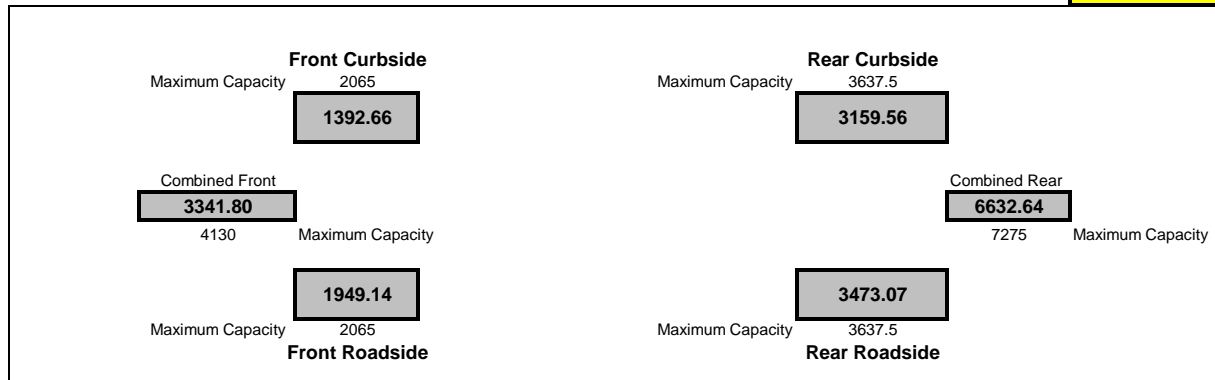 Front Curbside
Maximum Capacity 2065
1392.66
Rear Curbside
Maximum Capacity 3637.5
3159.56
Combined Front
3341.80
4130 Maximum Capacity
Combined Rear
6632.64
7275 Maximum Capacity
1949.14
Maximum Capacity 2065
Front Roadside
3473.07
Maximum Capacity 3637.5
Rear Roadside